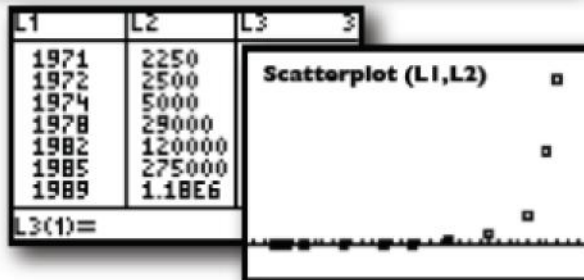 L1 L2 L3 3
1971 2250
1972 2500
1974 5000
1978 29000
1982 120000
1985 275000
1989 1.18E6
L3(1)=
Scatterplot (L1,L2)